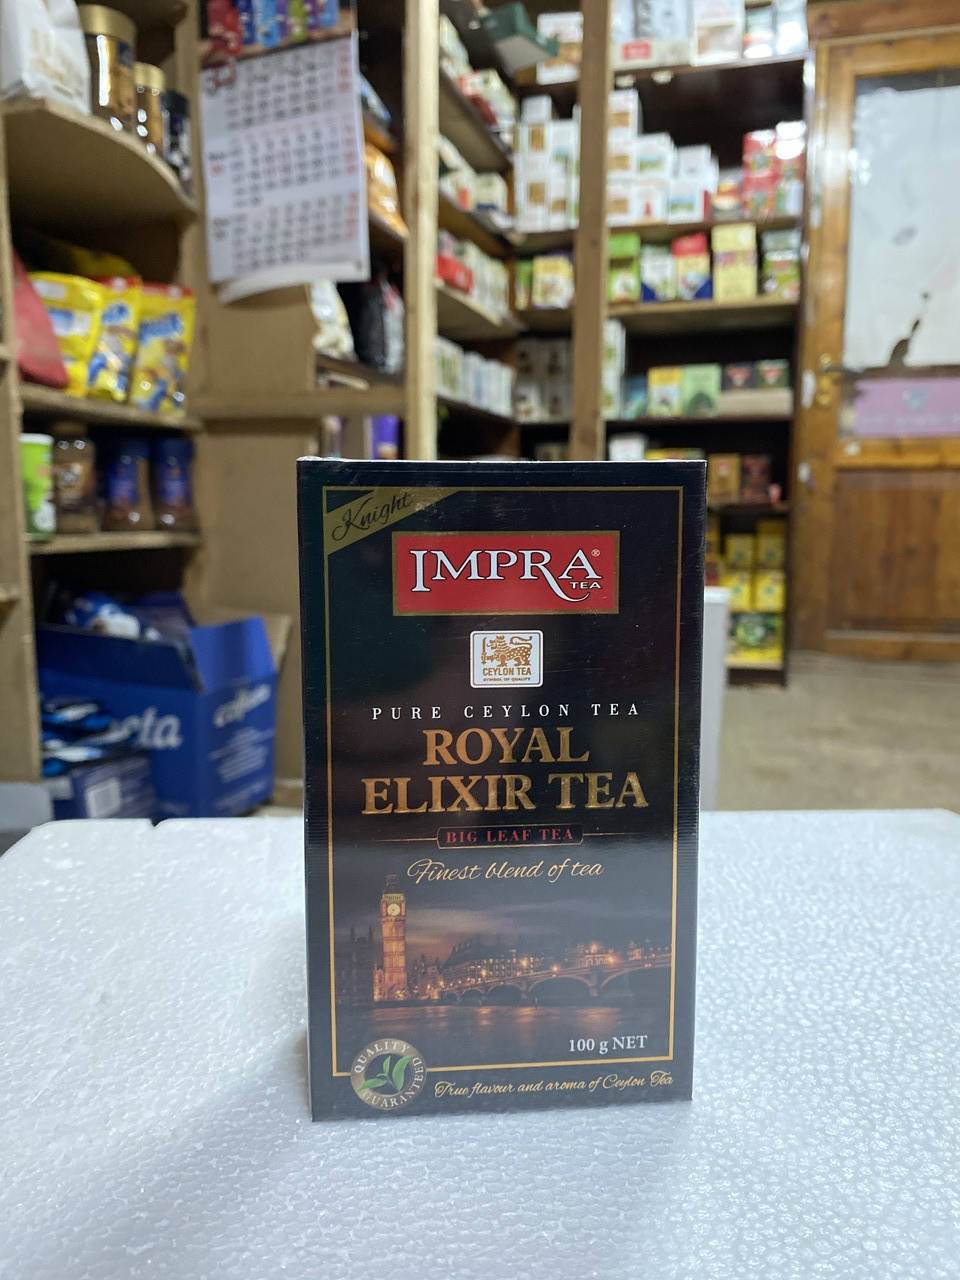 Knight
IMPRA®
TEA
CEYLON TEA
SYMBOL OF QUALITY
PURE CEYLON TEA
ROYAL
ELIXIR TEA
BIG LEAF TEA
Finest blend of tea
100 g NET
QUALITY
GUARANTEED
True flavour and aroma of Ceylon Tea